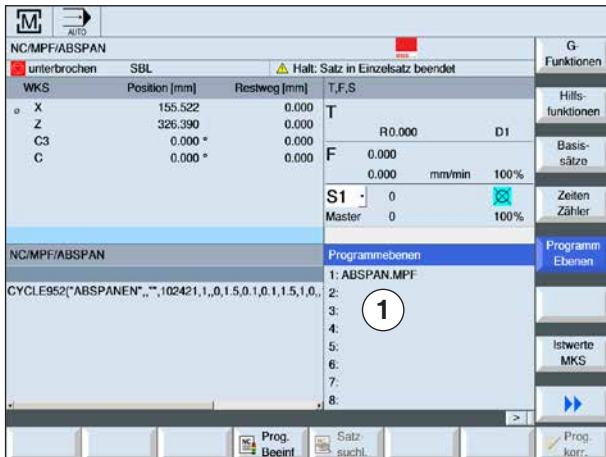 M
AUTO
NC/MPF/ABSPAN
unterbrochen SBL Halt: Satz in Einzelsatz beendet
WKS Position [mm] Restweg [mm] T,F,S
X 155.522 0.000
Z 326.390 0.000
C3 0.000 ° 0.000
C 0.000 ° 0.000
T
R0.000 D1
F 0.000
0.000 mm/min 100%
S1 0
Master 0 100%
NC/MPF/ABSPAN
CYCLE952("ABSPANEN",,"",102421,1,,0,1.5,0.1,0.1,1.5,1,0,,
Programmebenen
1: ABSPAN.MPF
2:
3:
4:
5:
6:
7:
8:
1
G-
Funktionen
Hilfs-
funktionen
Basis-
sätze
Zeiten
Zähler
Programm
Ebenen
Istwerte
MKS
>
NC Prog.
Beeinf
NC Satz-
suchl.
Prog.
korr.